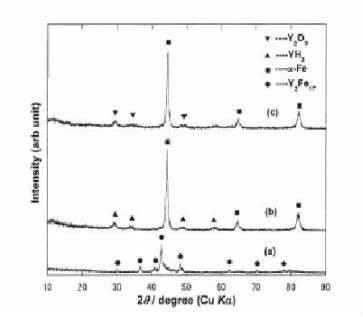 ----Y₂O₃
----YH₂
----α-Fe
----Y₂Fe₁₇
(c)
(b)
(a)
Intensity (arb unit)
10 20 30 40 50 60 70 80 90
2θ / degree (Cu Kα)